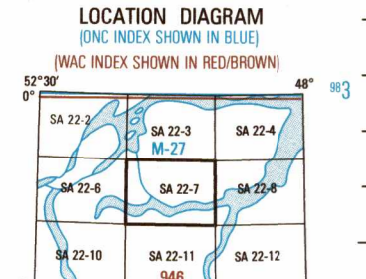 LOCATION DIAGRAM
(ONC INDEX SHOWN IN BLUE)
(WAC INDEX SHOWN IN RED/BROWN)
52°30' 48°
0° 983
SA 22-2 SA 22-3 SA 22-4
M-27
SA 22-6 SA 22-7 SA 22-8
SA 22-10 SA 22-11 SA 22-12
946